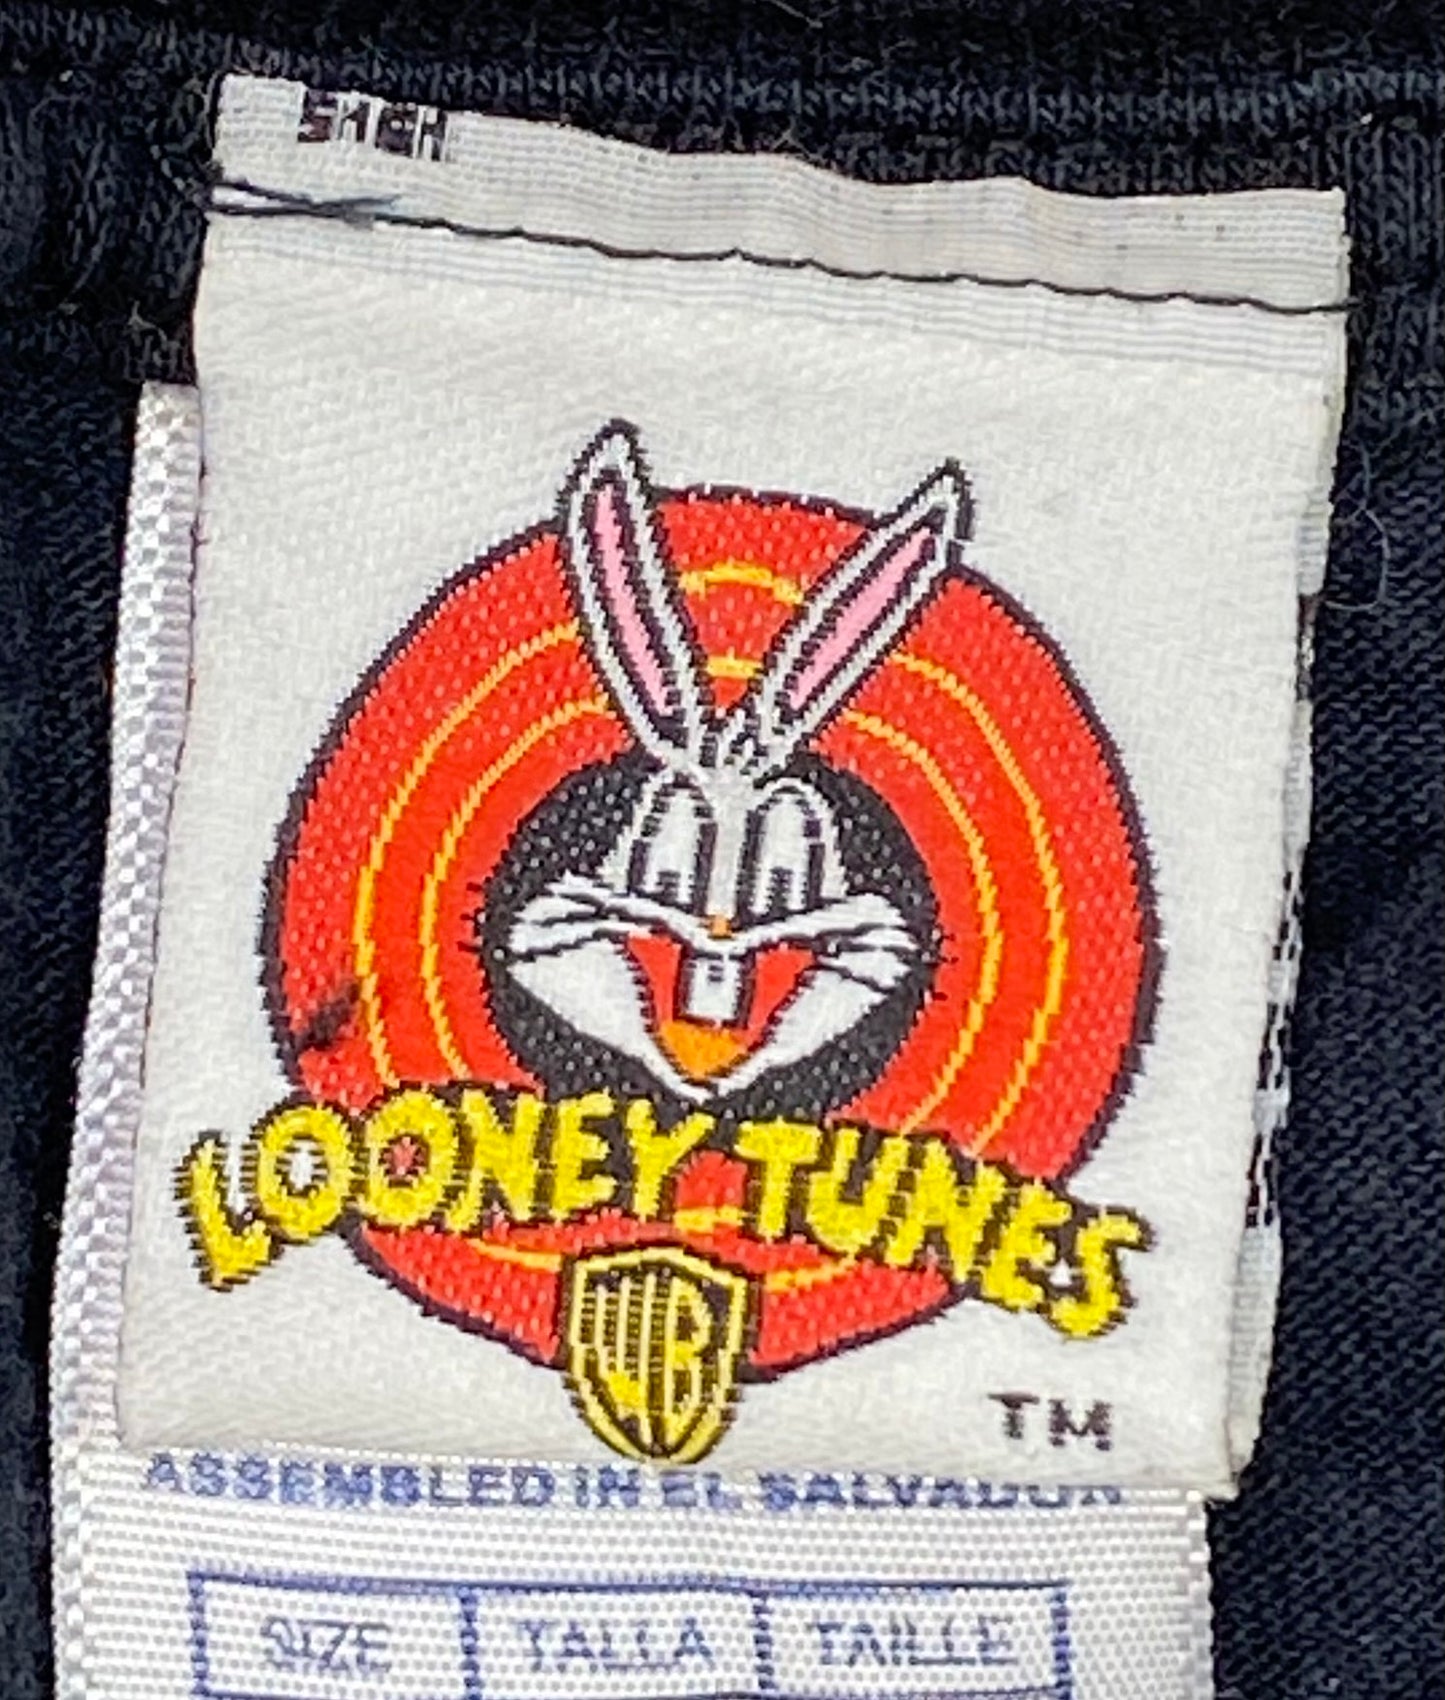 LOONEY TUNES
WB
TM
ASSEMBLED IN EL SALVADOR
SIZE TALLA TAILLE